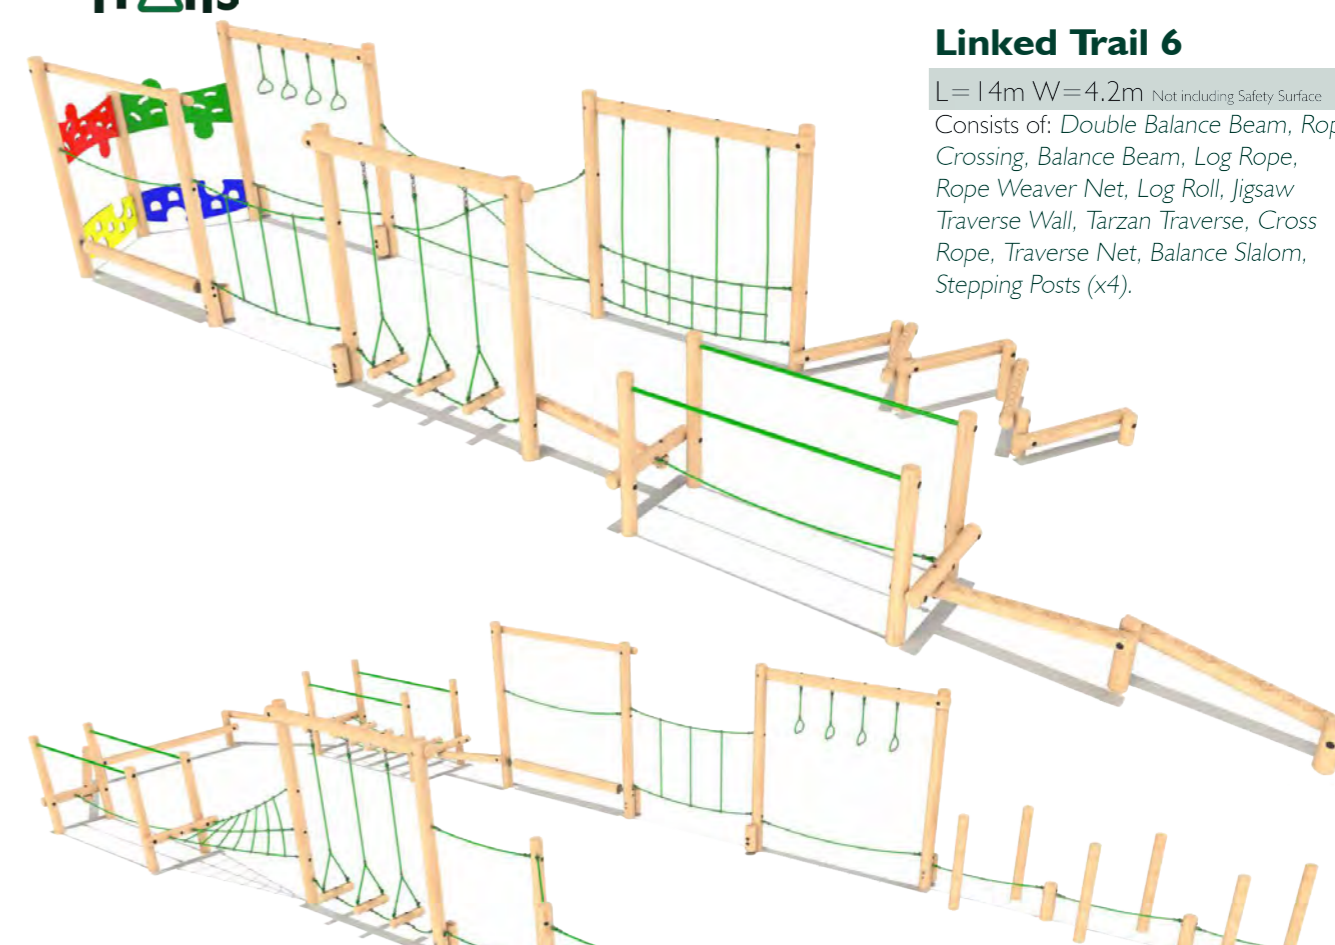 Linked Trail 6
L=14m W=4.2m Not including Safety Surface
Consists of: Double Balance Beam,
Crossing, Balance Beam, Log Rope,
Rope Weaver Net, Log Roll, Jigsaw
Traverse Wall, Tarzan Traverse, Cross
Rope, Traverse Net, Balance Slalom,
Stepping Posts (x4).